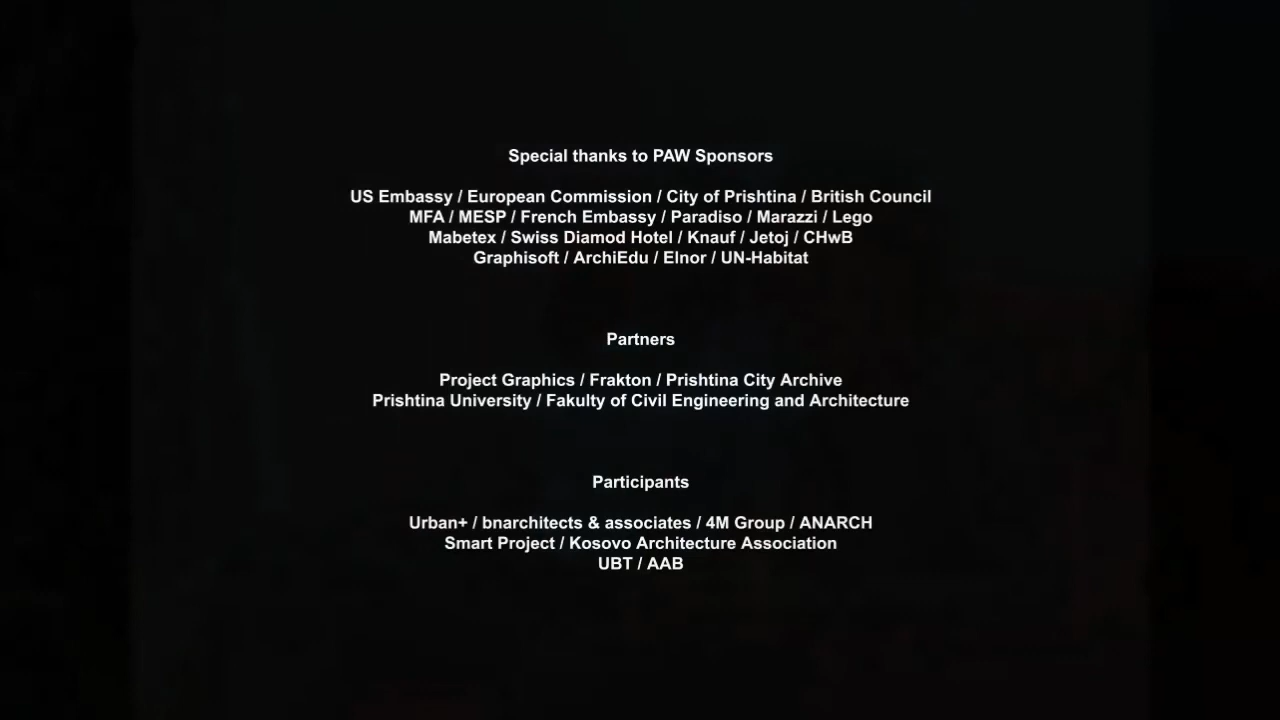 Special thanks to PAW Sponsors
US Embassy / European Commission / City of Prishtina / British Council
MFA / MESP / French Embassy / Paradiso / Marazzi / Lego
Mabetex / Swiss Diamod Hotel / Knauf / Jetoj / CHwB
Graphisoft / ArchiEdu / Elnor / UN-Habitat
Partners
Project Graphics / Frakton / Prishtina City Archive
Prishtina University / Fakulty of Civil Engineering and Architecture
Participants
Urban+ / bnarchitects & associates / 4M Group / ANARCH
Smart Project / Kosovo Architecture Association
UBT / AAB